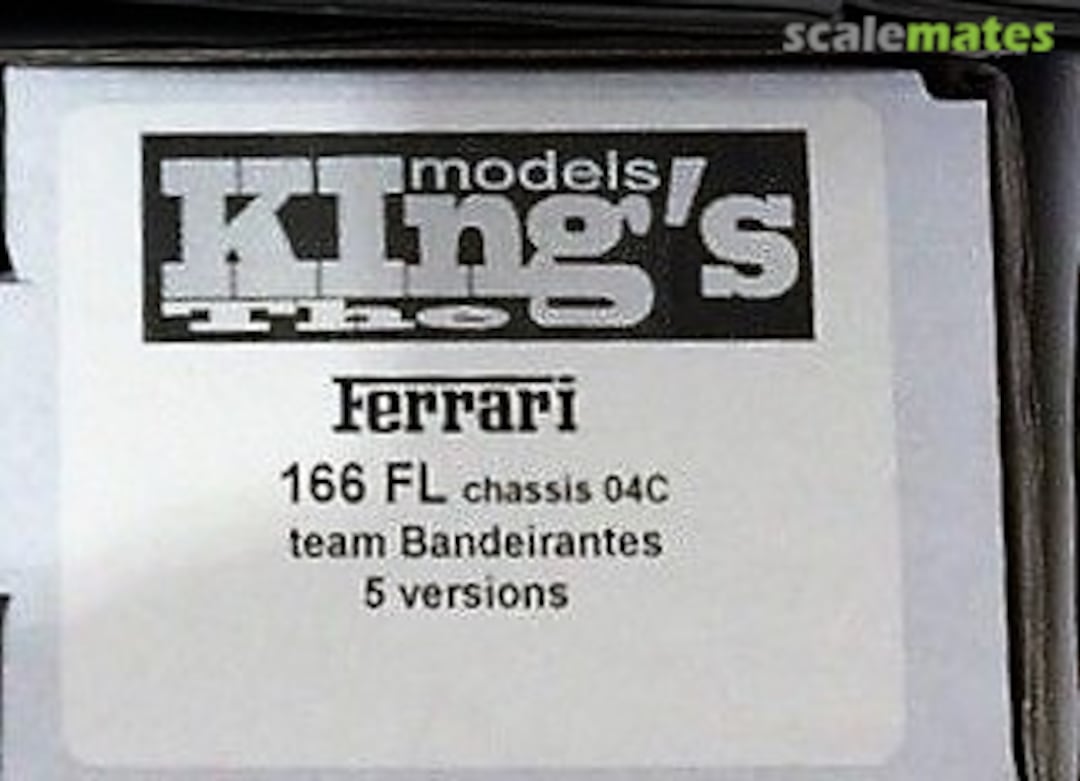 scalemates
models
KIng's
The
Ferrari
166 FL chassis 04C
team Bandeirantes
5 versions